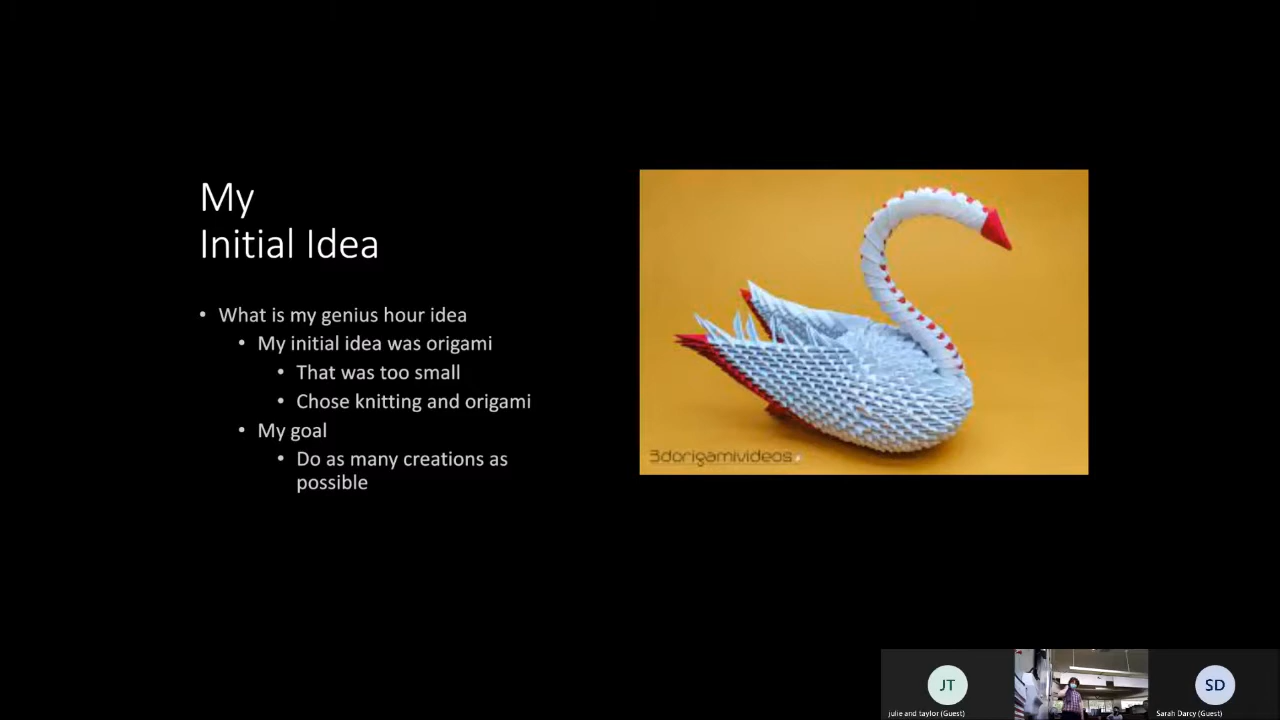 My
Initial Idea
• What is my genius hour idea
• My initial idea was origami
• That was too small
• Chose knitting and origami
• My goal
• Do as many creations as
possible
3dorigamivideos
JT
julie and taylor (Guest)
SD
Sarah Darcy (Guest)